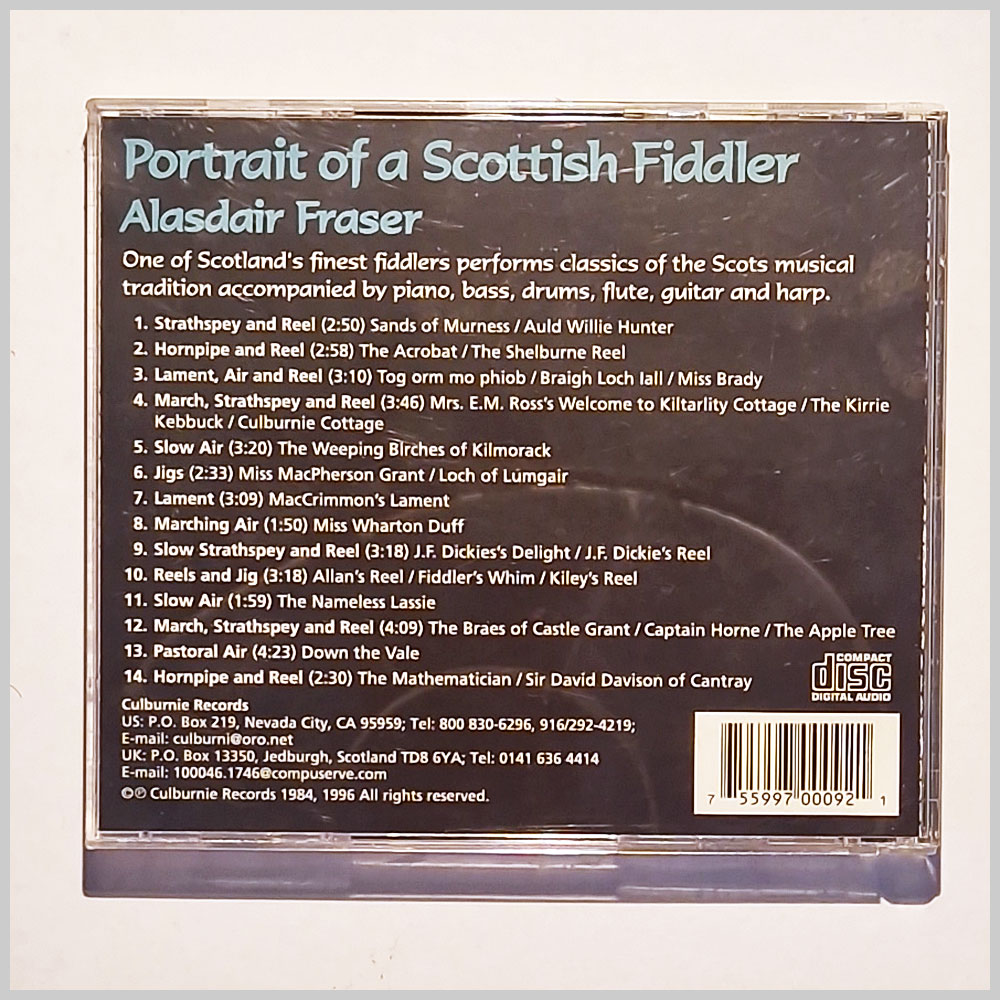 Portrait of a Scottish Fiddler
Alasdair Fraser
One of Scotland's finest fiddlers performs classics of the Scots musical
tradition accompanied by piano, bass, drums, flute, guitar and harp.
1. Strathspey and Reel (2:50) Sands of Murness / Auld Willie Hunter
2. Hornpipe and Reel (2:58) The Acrobat / The Shelburne Reel
3. Lament, Air and Reel (3:10) Tog orm mo phiob / Braigh Loch Iall / Miss Brady
4. March, Strathspey and Reel (3:46) Mrs. E.M. Ross's Welcome to Kiltarlity Cottage / The Kirrie
Kebbuck / Culburnie Cottage
5. Slow Air (3:20) The Weeping BIrches of Kilmorack
6. Jigs (2:33) Miss MacPherson Grant / Loch of Lumgair
7. Lament (3:09) MacCrimmon's Lament
8. Marching Air (1:50) Miss Wharton Duff
9. Slow Strathspey and Reel (3:18) J.F. Dickies's Delight / J.F. Dickie's Reel
10. Reels and Jig (3:18) Allan's Reel / Fiddler's Whim / Kiley's Reel
11. Slow Air (1:59) The Nameless Lassie
12. March, Strathspey and Reel (4:09) The Braes of Castle Grant / Captain Horne / The Apple Tree
13. Pastoral Air (4:23) Down the Vale
14. Hornpipe and Reel (2:30) The Mathematician / Sir David Davison of Cantray
COMPACT
disc
DIGITAL AUDIO
Culburnie Records
US: P.O. Box 219, Nevada City, CA 95959; Tel: 800 830-6296, 916/292-4219;
E-mail: culburni@oro.net
UK: P.O. Box 13350, Jedburgh, Scotland TD8 6YA; Tel: 0141 636 4414
E-mail: 100046.1746@compuserve.com
©℗ Culburnie Records 1984, 1996 All rights reserved.
7 55997 00092 1